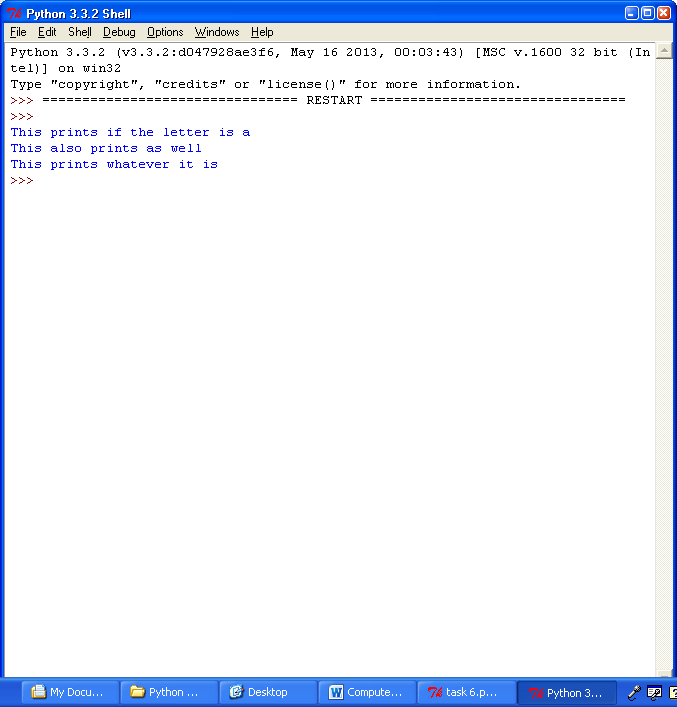 Python 3.3.2 Shell
File Edit Shell Debug Options Windows Help
Python 3.3.2 (v3.3.2:d047928ae3f6, May 16 2013, 00:03:43) [MSC v.1600 32 bit (In
tel)] on win32
Type "copyright", "credits" or "license()" for more information.
>>> ================================ RESTART ================================
>>>
This prints if the letter is a
This also prints as well
This prints whatever it is
>>>
My Docu... Python ... Desktop Compute... task 6.p... Python 3...